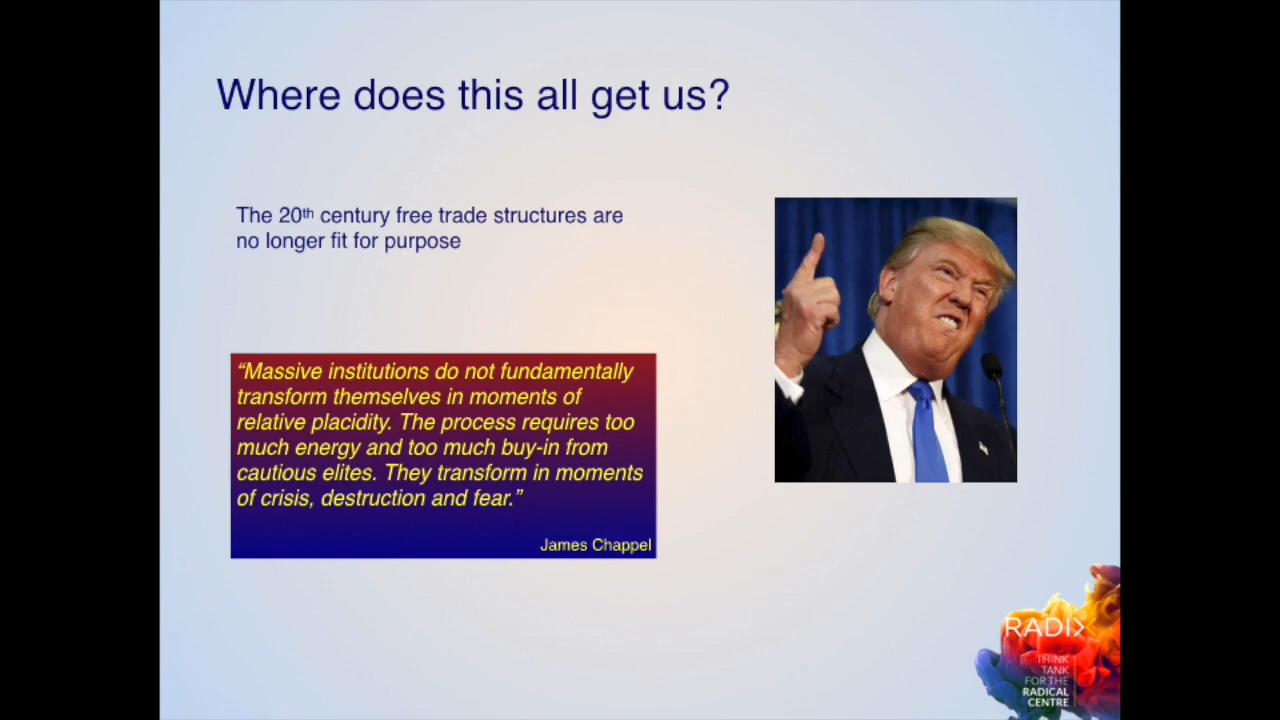 Where does this all get us?
The 20th century free trade structures are
no longer fit for purpose
“Massive institutions do not fundamentally
transform themselves in moments of
relative placidity. The process requires too
much energy and too much buy-in from
cautious elites. They transform in moments
of crisis, destruction and fear.”
James Chappel
RADIX
THINK
TANK
FOR THE
RADICAL
CENTRE